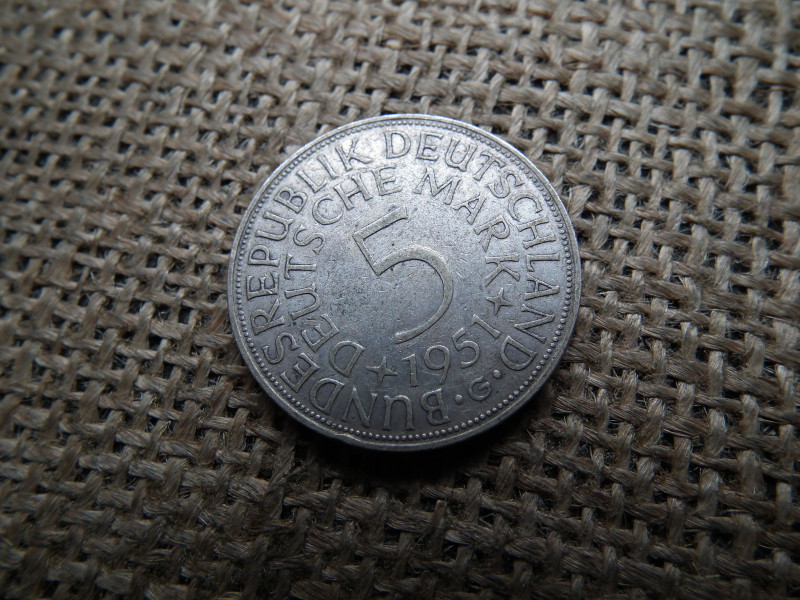 BUNDESREPUBLIK DEUTSCHLAND
DEUTSCHE MARK
5
1951
G